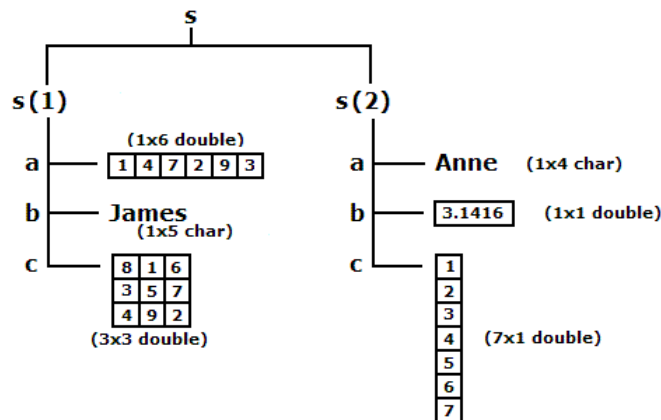 s
s(1) s(2)
(1x6 double)
a 1 4 7 2 9 3 a Anne (1x4 char)
b James b 3.1416 (1x1 double)
(1x5 char)
c 8 1 6 c 1
3 5 7 2
4 9 2 3
(3x3 double) 4 (7x1 double)
5
6
7